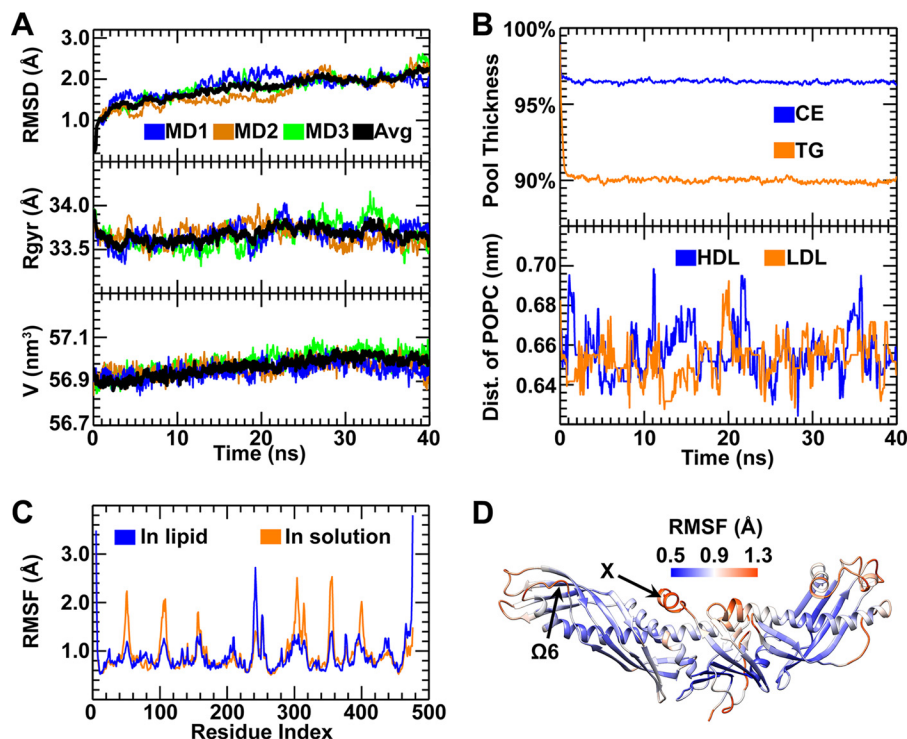 A
RMSD (Å)
3.0
2.0
1.0
MD1 MD2 MD3 Avg
Rgyr (Å)
34.0
33.5
V (nm³)
57.1
56.9
56.7
0 10 20 30 40
Time (ns)
B
Pool Thickness
100%
95%
90%
CE
TG
Dist. of POPC (nm)
0.70
0.68
0.66
0.64
HDL LDL
0 10 20 30 40
Time (ns)
C
RMSF (Å)
3.0
2.0
1.0
In lipid In solution
0 100 200 300 400 500
Residue Index
D
RMSF (Å)
0.5 0.9 1.3
X
Ω6